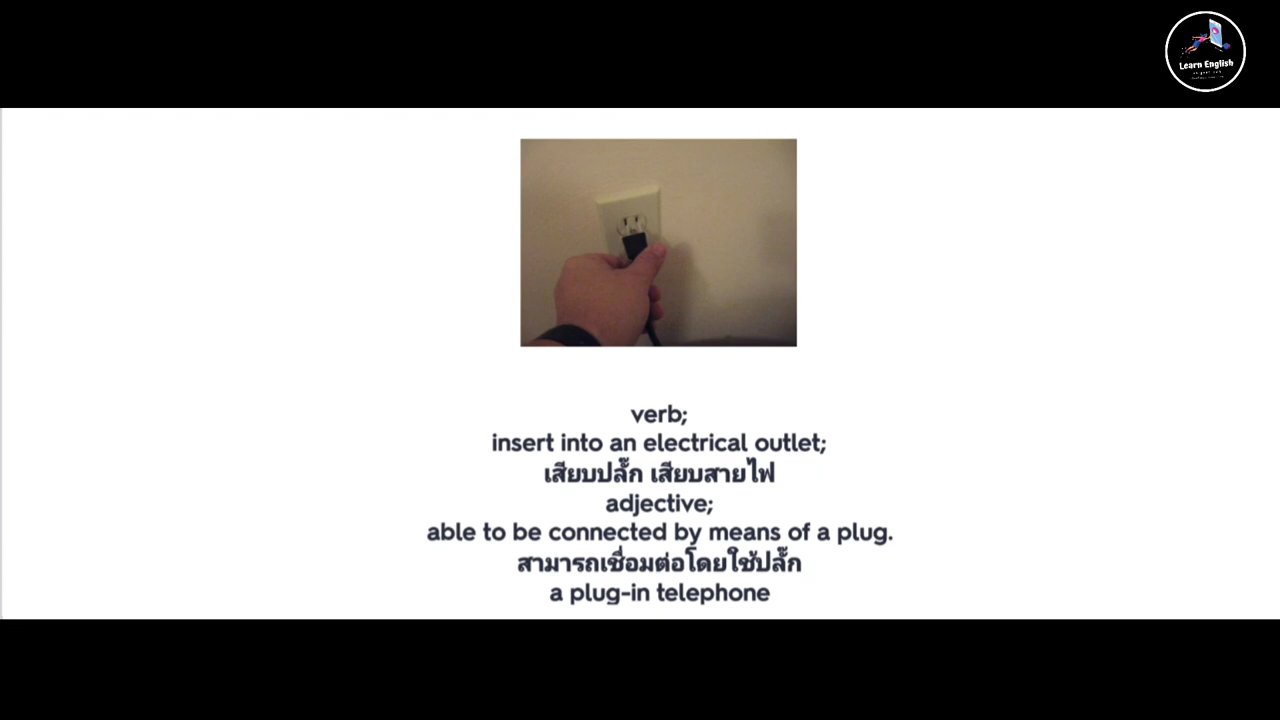 Learn English
verb;
insert into an electrical outlet;
เสียบปลั๊ก เสียบสายไฟ
adjective;
able to be connected by means of a plug.
สามารถเชื่อมต่อโดยใช้ปลั๊ก
a plug-in telephone